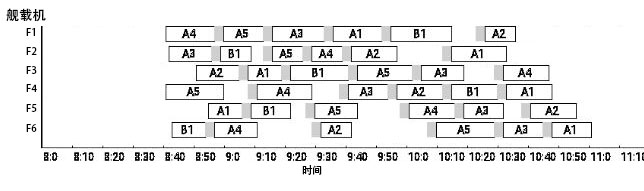 舰载机
F1 A4 A5 A3 A1 B1 A2
F2 A3 B1 A5 A4 A2 A1
F3 A2 A1 B1 A5 A3 A4
F4 A5 A4 A3 A2 B1 A1
F5 A1 B1 A5 A4 A3 A2
F6 B1 A4 A2 A5 A3 A1
8:0 8:10 8:20 8:30 8:40 8:50 9:0 9:10 9:20 9:30 9:40 9:50 10:0 10:10 10:20 10:30 10:40 10:50 11:0 11:10
时间